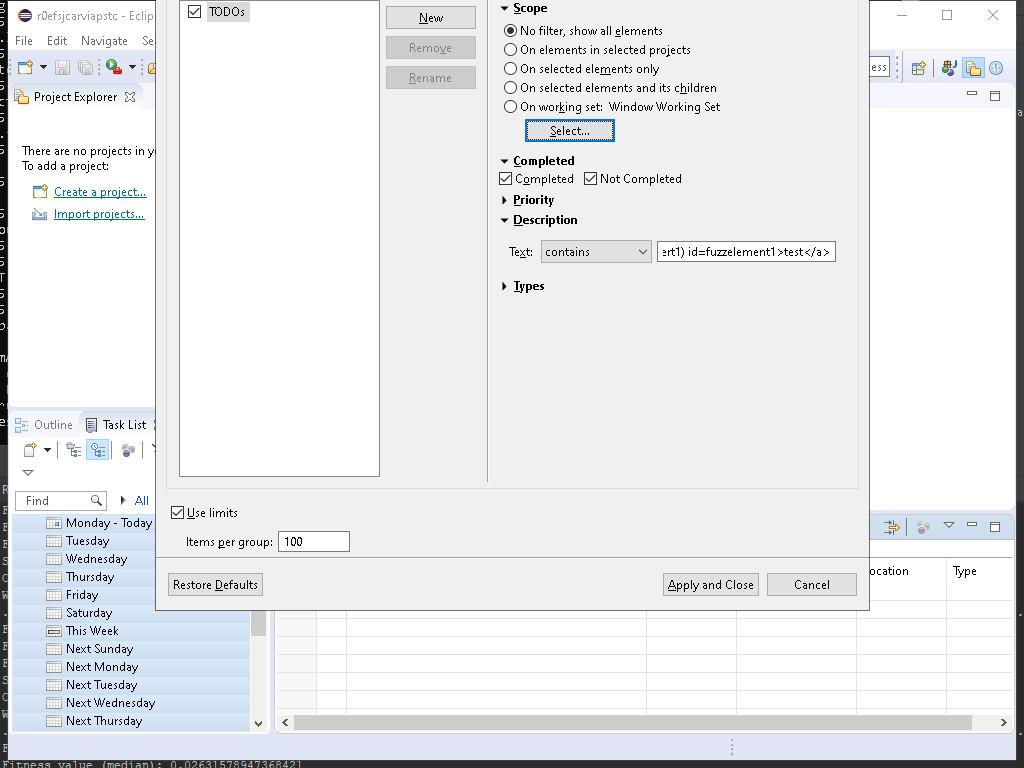 r0efsjcarviapstc - Eclip
File Edit Navigate Se
Project Explorer
There are no projects in y
To add a project:
Create a project...
Import projects...
Outline Task List
Find All
Monday - Today
Tuesday
Wednesday
Thursday
Friday
Saturday
This Week
Next Sunday
Next Monday
Next Tuesday
Next Wednesday
Next Thursday
TODOs
New
Remove
Rename
Scope
No filter, show all elements
On elements in selected projects
On selected elements only
On selected elements and its children
On working set: Window Working Set
Select...
Completed
Completed Not Completed
Priority
Description
Text: contains ert1) id=fuzzelement1>test</a>
Types
Use limits
Items per group: 100
Restore Defaults Apply and Close Cancel
ess
ocation Type
Fitness value (median): 0.02631578947368421